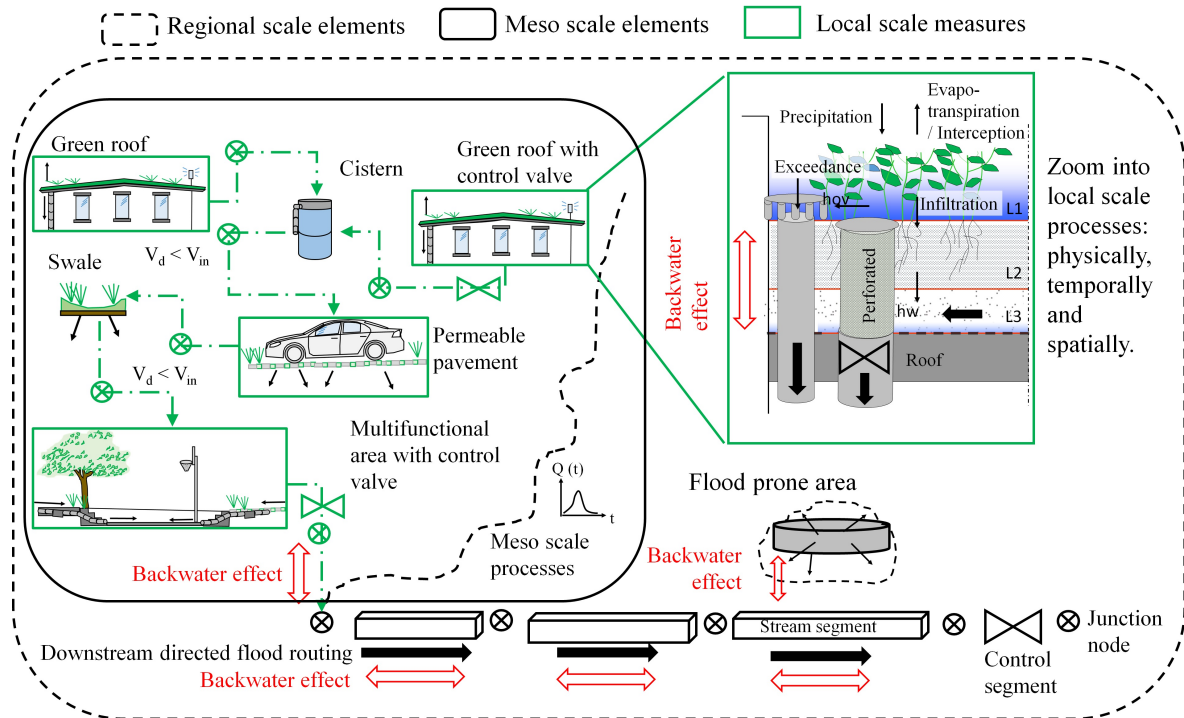 Regional scale elements
Meso scale elements
Local scale measures
Green roof
Cistern
Green roof with
control valve
Vd < Vin
Swale
Permeable
pavement
Vd < Vin
Multifunctional
area with control
valve
Q (t)
t
Meso scale
processes
Backwater effect
Precipitation
Evapo-
transpiration
/ Interception
Exceedance
hov
Infiltration
L1
L2
L3
Perforated
hw
Roof
Backwater
effect
Zoom into
local scale
processes:
physically,
temporally
and
spatially.
Flood prone area
Backwater
effect
Stream segment
Downstream directed flood routing
Backwater effect
Control
segment
Junction
node